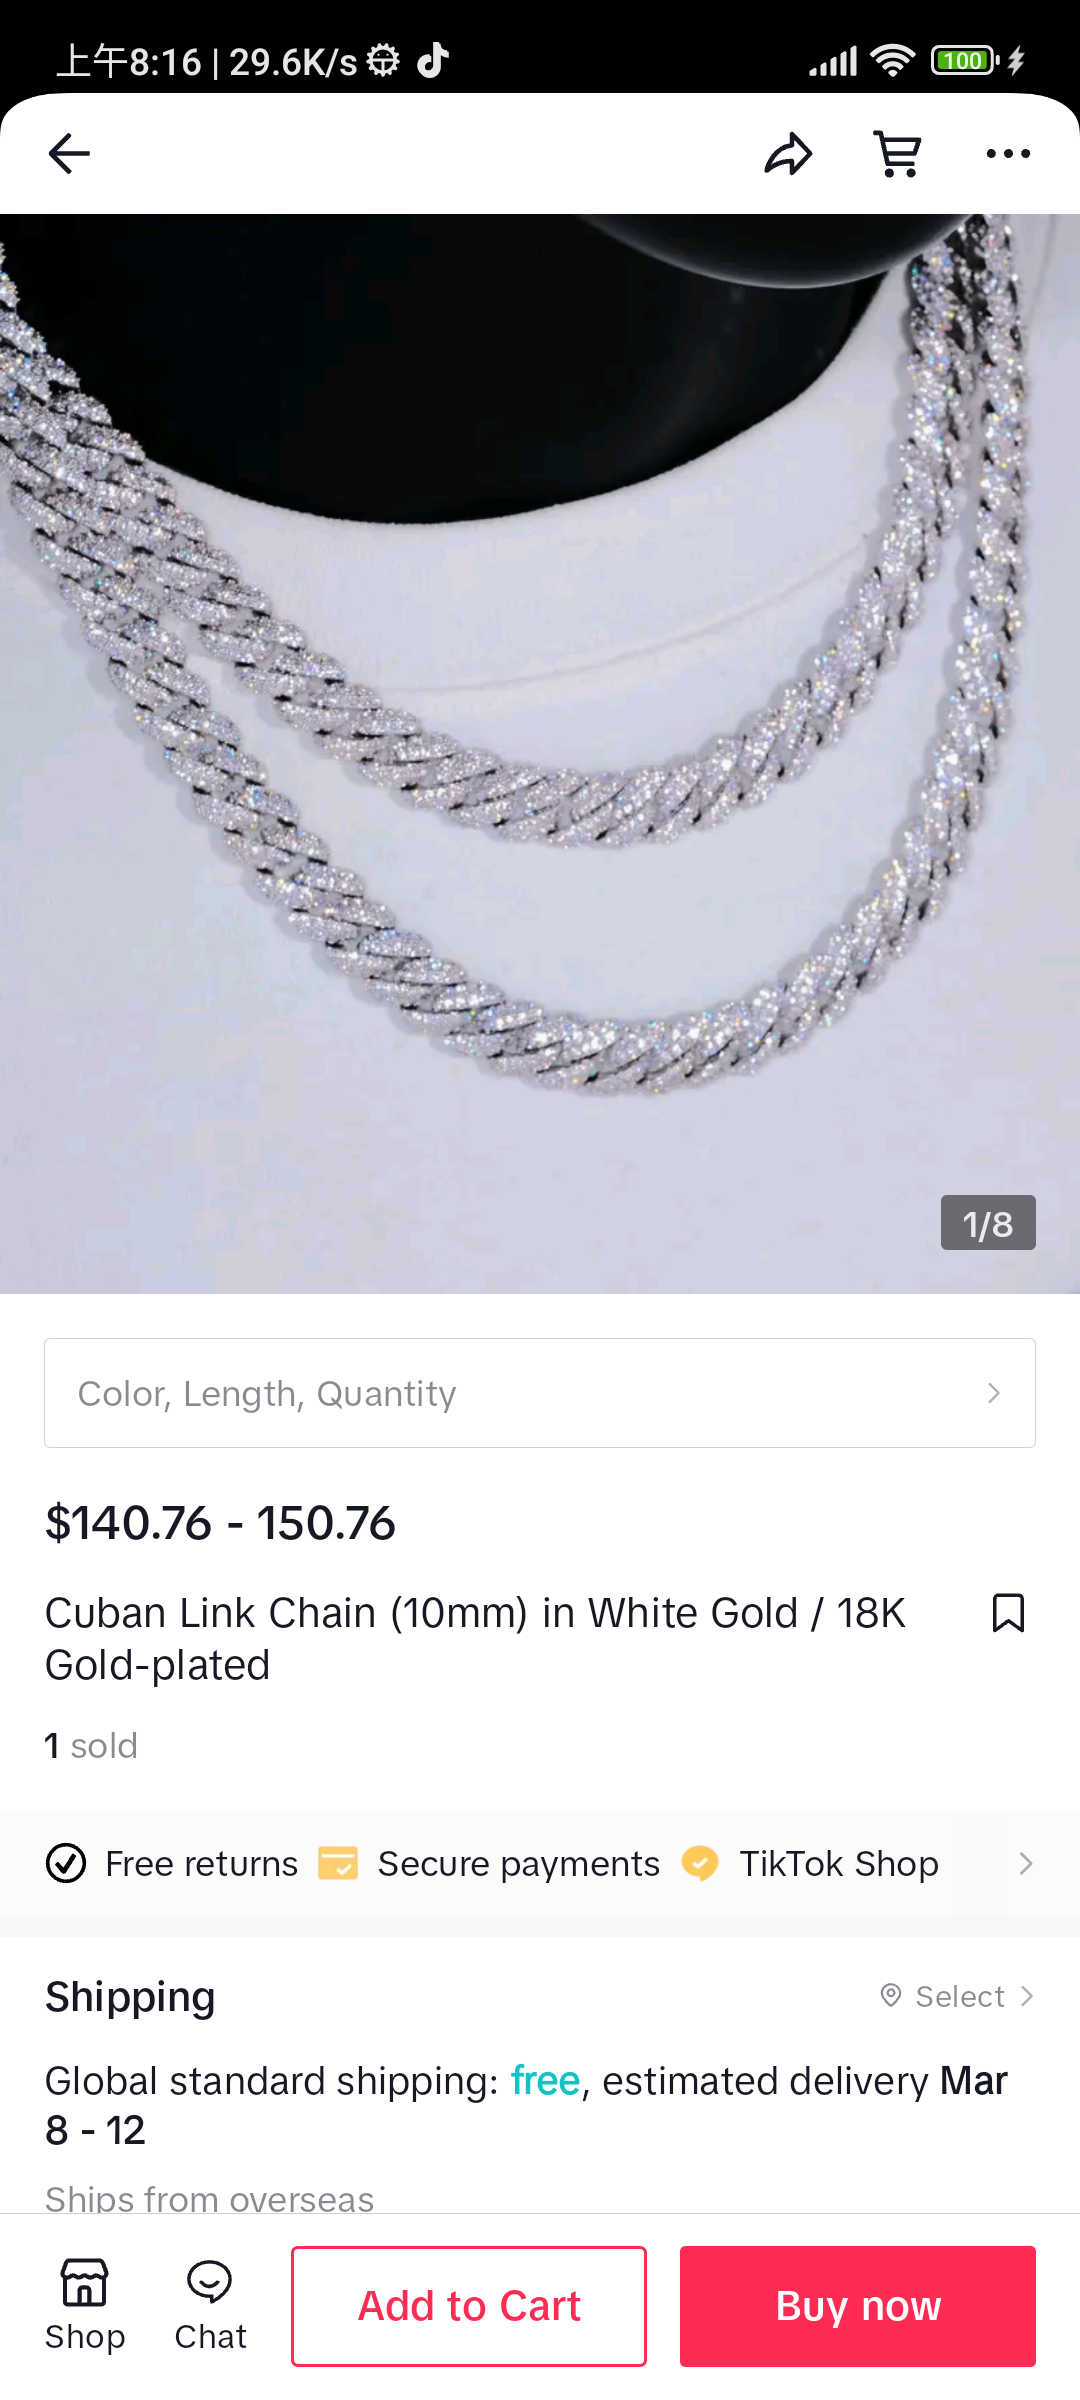 上午8:16 | 29.6K/s
100
1/8
Color, Length, Quantity
$140.76 - 150.76
Cuban Link Chain (10mm) in White Gold / 18K
Gold-plated
1 sold
Free returns Secure payments TikTok Shop
Shipping Select
Global standard shipping: free, estimated delivery Mar
8 - 12
Ships from overseas
Shop Chat Add to Cart Buy now